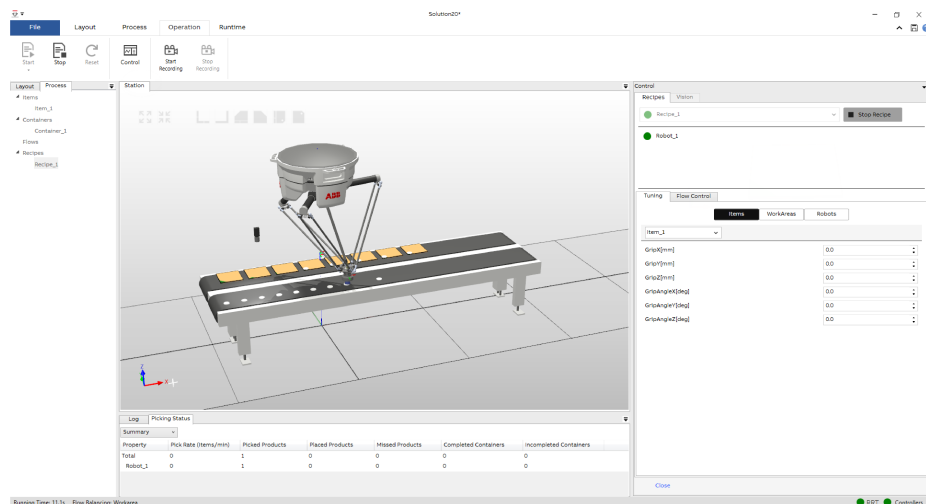 Solution20*
File Layout Process Operation Runtime
Start Stop Reset Control Start Recording Stop Recording
Layout Process
Items
Item_1
Containers
Container_1
Flows
Recipes
Recipe_1
Station
ABB
Z
X
Control
Recipes Vision
Recipe_1 Stop Recipe
Robot_1
Tuning Flow Control
Items WorkAreas Robots
Item_1
GripX[mm] 0.0
GripY[mm] 0.0
GripZ[mm] 0.0
GripAngleX[deg[ 0.0
GripAngleY[deg[ 0.0
GripAngleZ[deg[ 0.0
Close
Log Picking Status
Summary
Property Pick Rate (Items/min) Picked Products Placed Products Missed Products Completed Containers Incompleted Containers
Total 0 1 0 0 0 0
Robot_1 0 1 0 0 0 0
Running Time: 11.1s Flow Balancing: Workarea
RRT Controllers